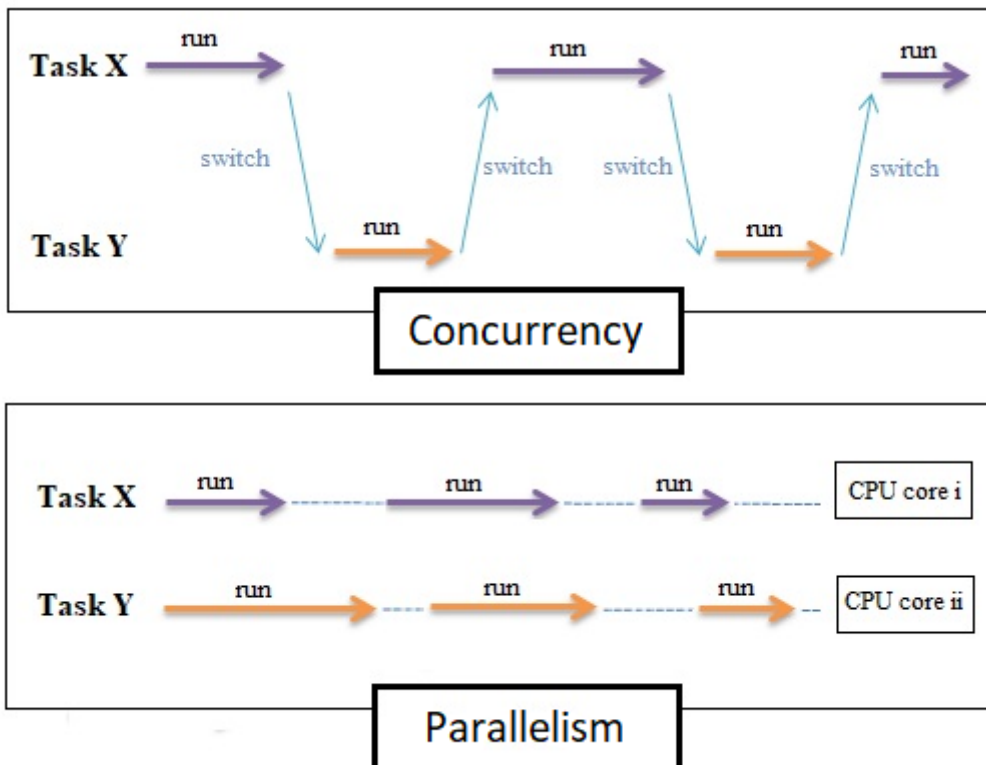 run run run
Task X
switch switch switch switch
run run
Task Y
Concurrency
run run run
Task X CPU core i
run run run
Task Y CPU core ii
Parallelism